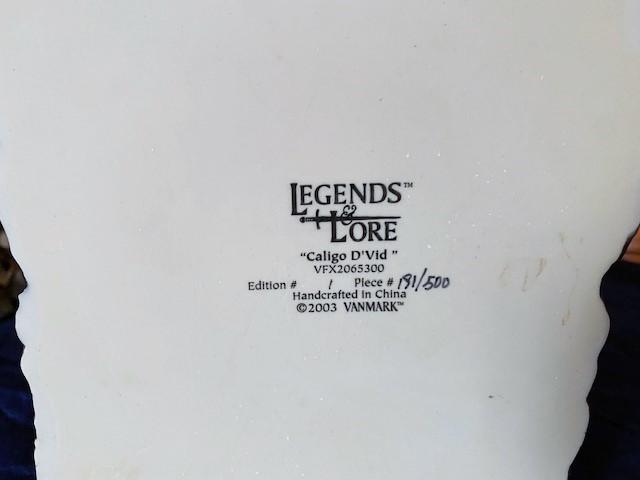 LEGENDS™
&
LORE
"Caligo D'Vid "
VFX2065300
Edition # 1 Piece # 191/500
Handcrafted in China
©2003 VANMARK™